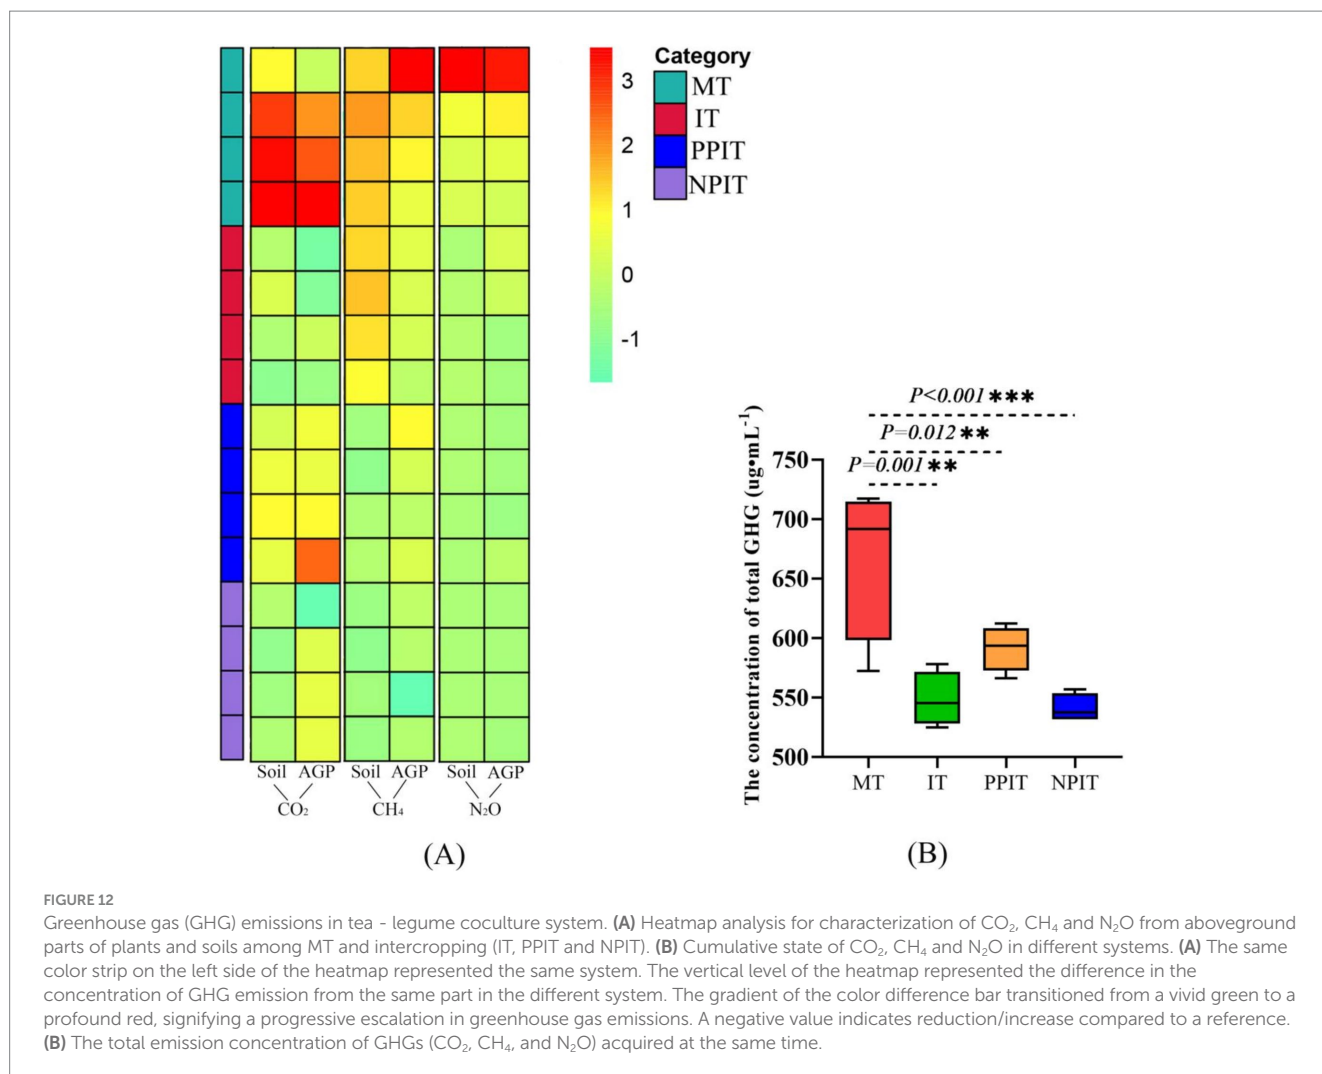 Category
MT
IT
PPIT
NPIT
3
2
1
0
-1
Soil AGP Soil AGP Soil AGP
CO₂ CH₄ N₂O
(A)
The concentration of total GHG (ug•mL⁻¹)
P<0.001 ✱✱✱
P=0.012 ✱✱
P=0.001 ✱✱
750
700
650
600
550
500
MT IT PPIT NPIT
(B)
FIGURE 12
Greenhouse gas (GHG) emissions in tea - legume coculture system. (A) Heatmap analysis for characterization of CO₂, CH₄ and N₂O from aboveground
parts of plants and soils among MT and intercropping (IT, PPIT and NPIT). (B) Cumulative state of CO₂, CH₄ and N₂O in different systems. (A) The same
color strip on the left side of the heatmap represented the same system. The vertical level of the heatmap represented the difference in the
concentration of GHG emission from the same part in the different system. The gradient of the color difference bar transitioned from a vivid green to a
profound red, signifying a progressive escalation in greenhouse gas emissions. A negative value indicates reduction/increase compared to a reference.
(B) The total emission concentration of GHGs (CO₂, CH₄, and N₂O) acquired at the same time.